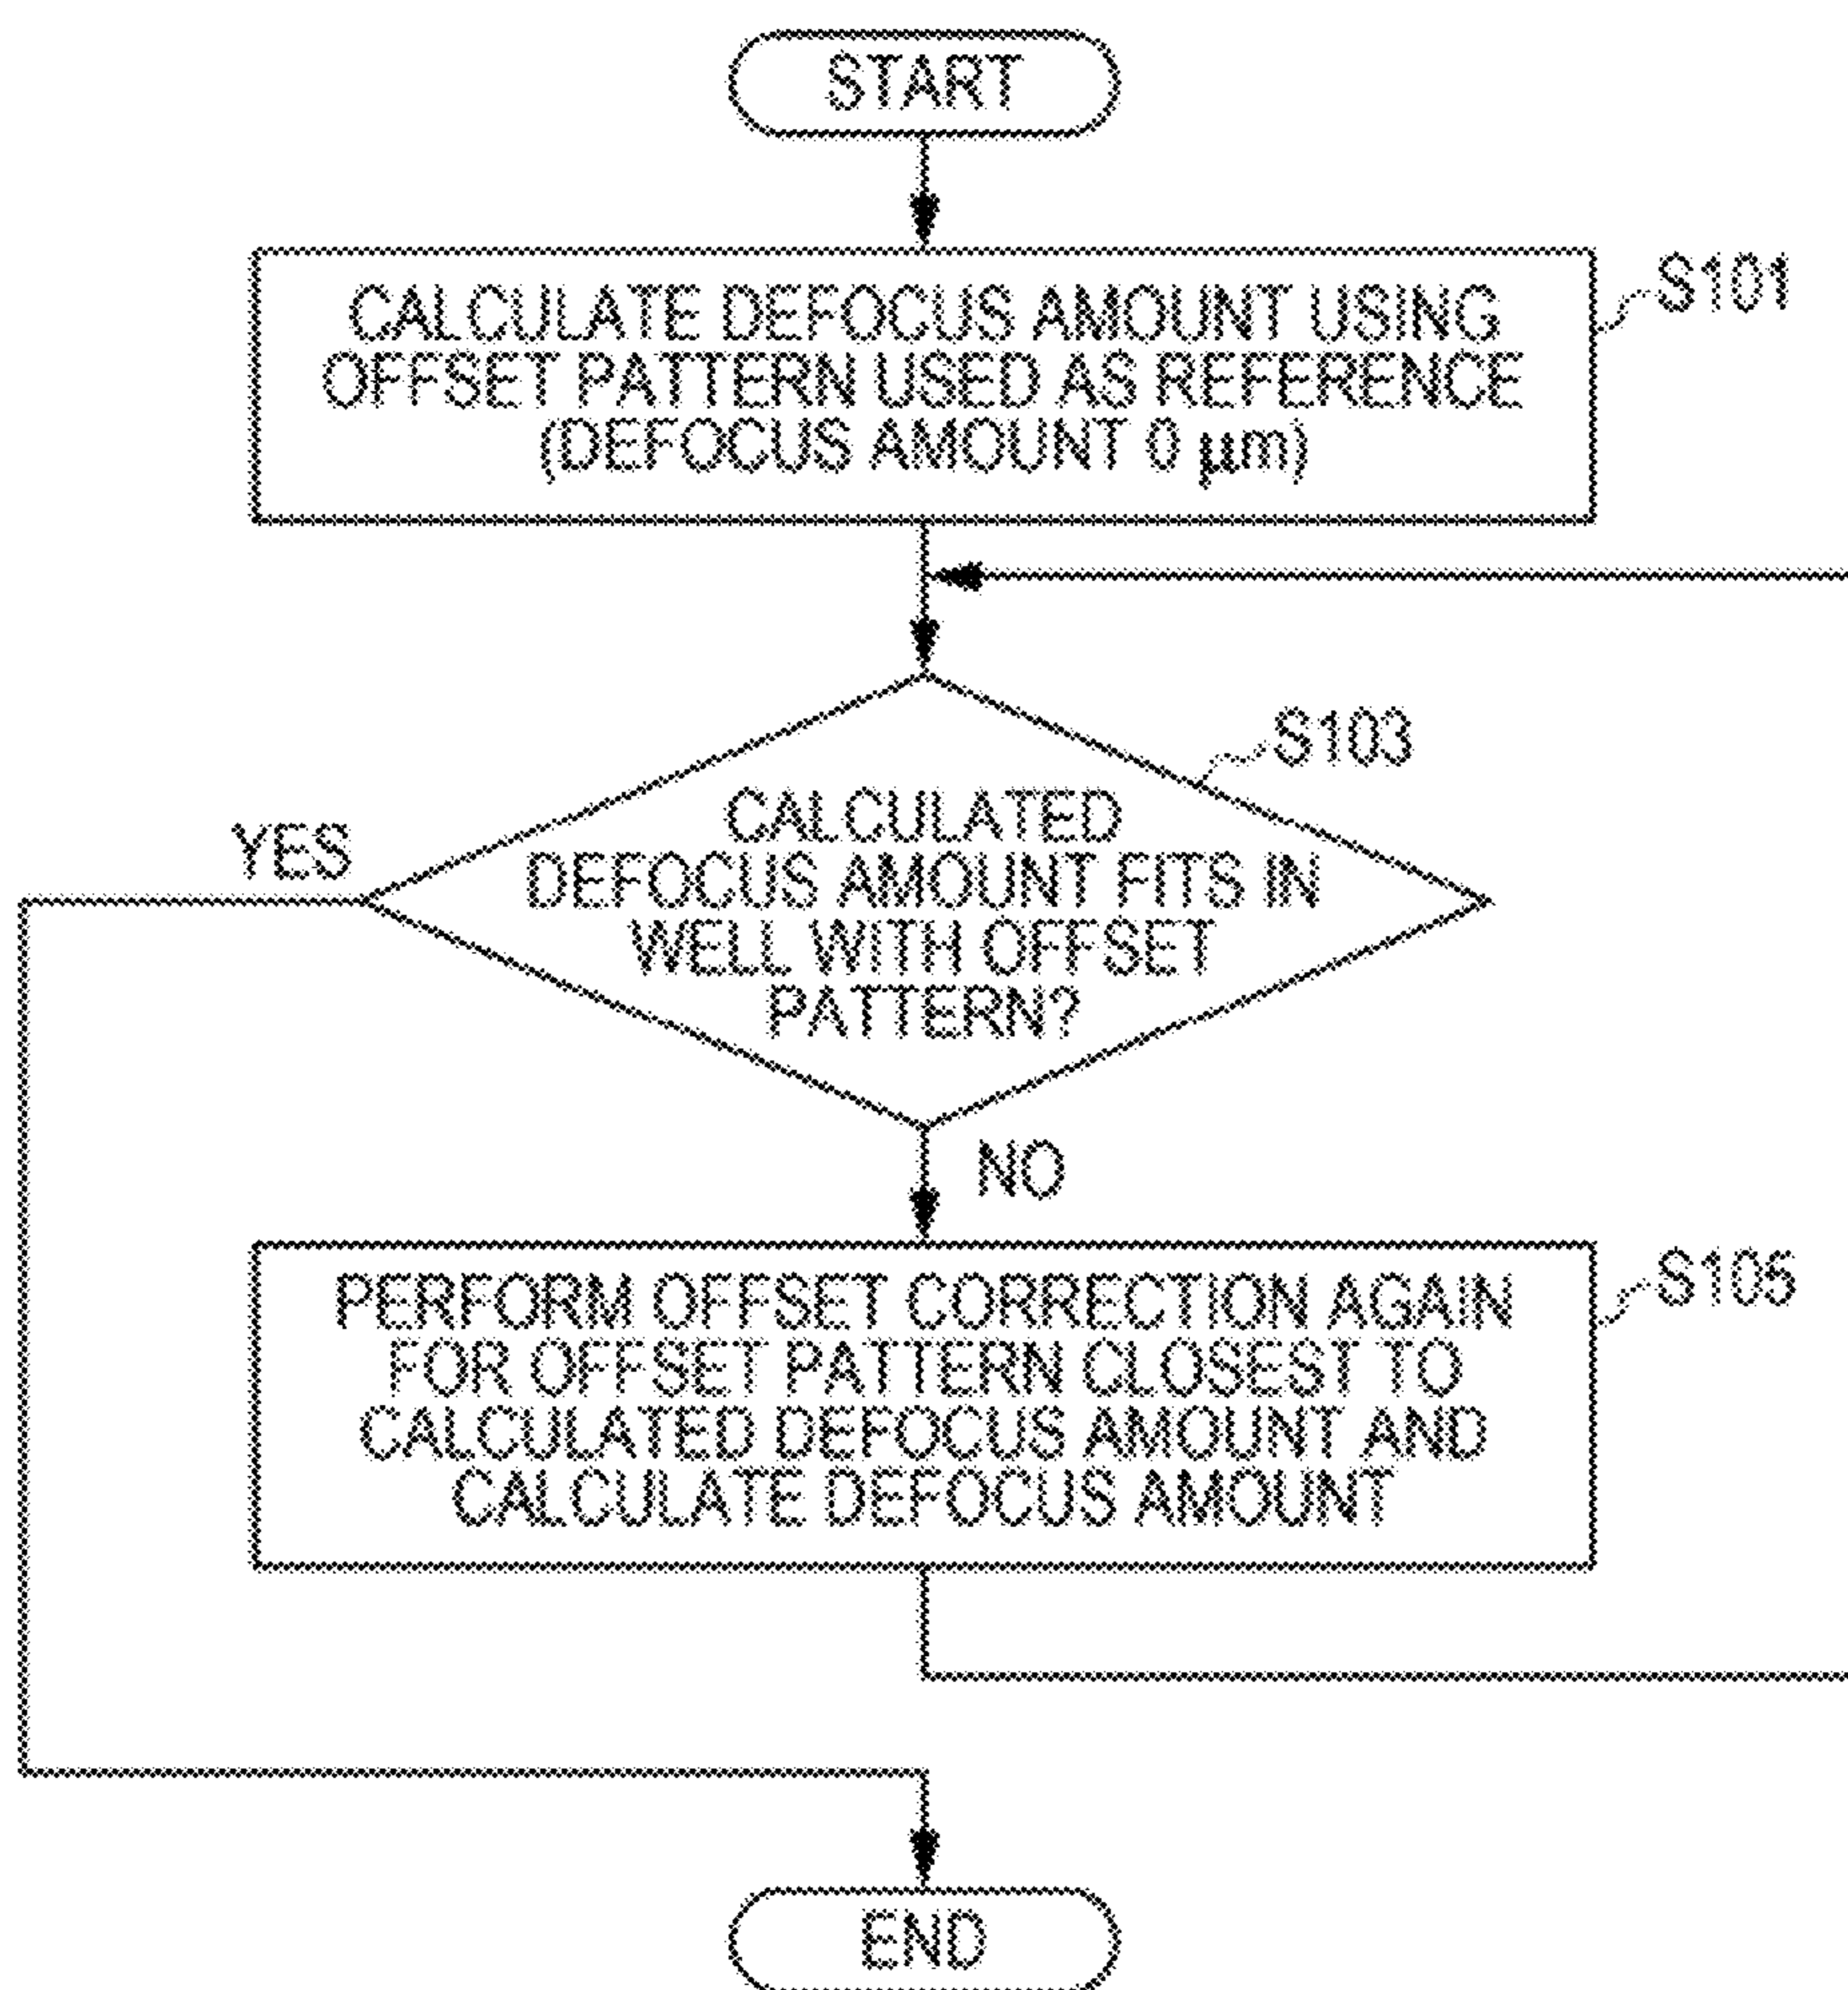 START
CALCULATE DEFOCUS AMOUNT USING
OFFSET PATTERN USED AS REFERENCE
(DEFOCUS AMOUNT 0 μm)
S101
S103
CALCULATED
DEFOCUS AMOUNT FITS IN
WELL WITH OFFSET
PATTERN?
YES
NO
PERFORM OFFSET CORRECTION AGAIN
FOR OFFSET PATTERN CLOSEST TO
CALCULATED DEFOCUS AMOUNT AND
CALCULATE DEFOCUS AMOUNT
S105
END